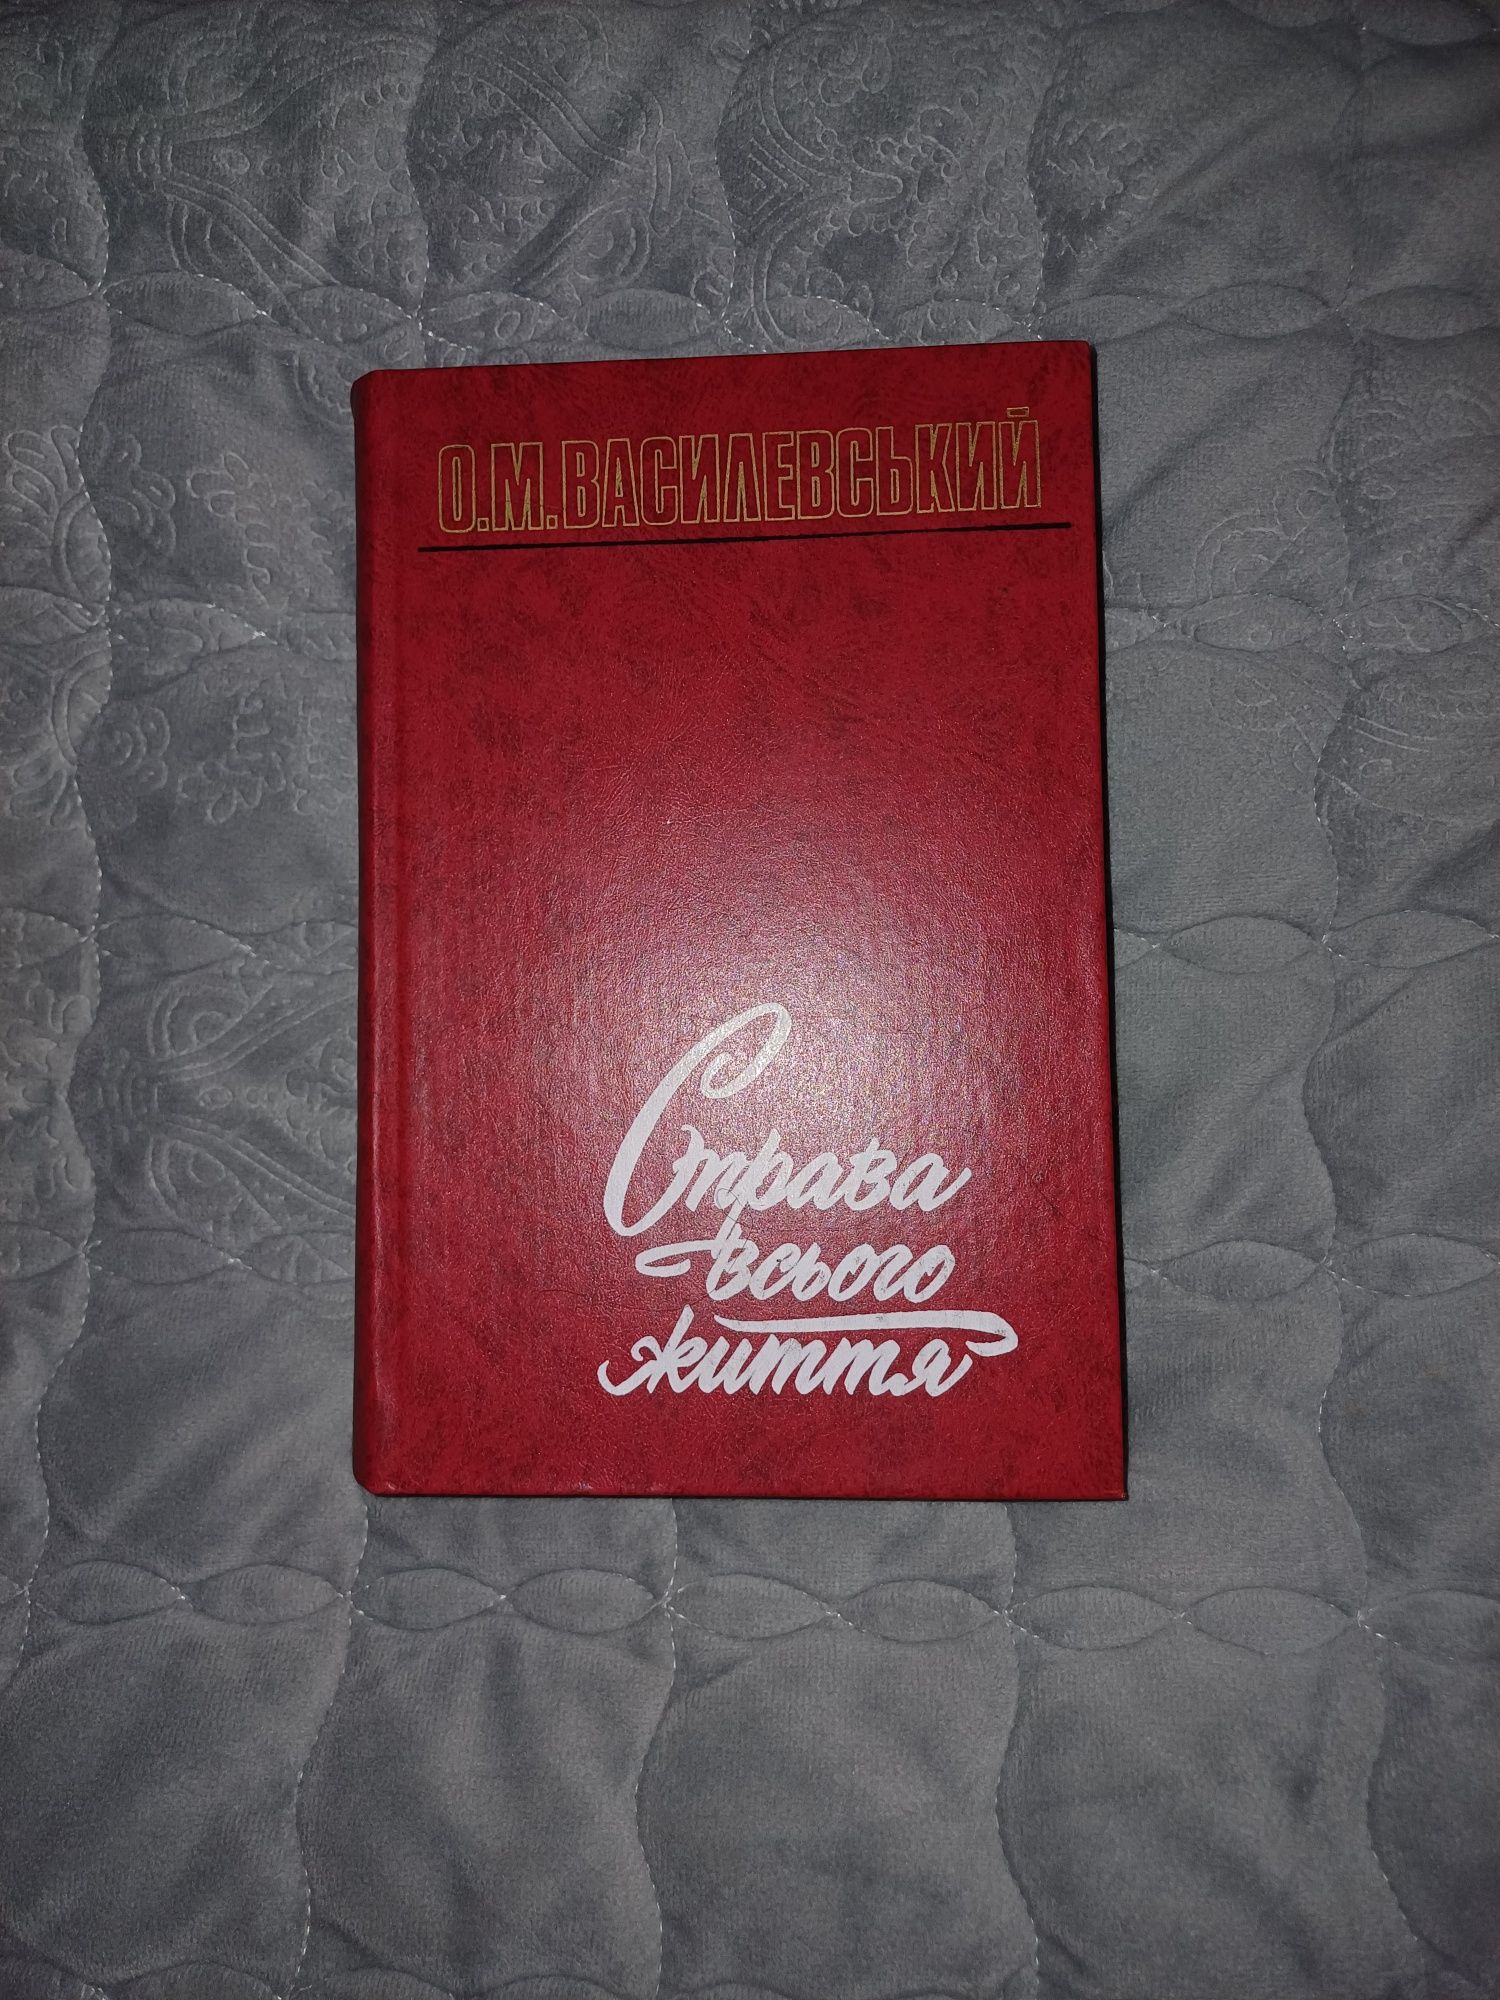 О.М.ВАСИЛЕВСЬКИЙ
Справа
всього
життя